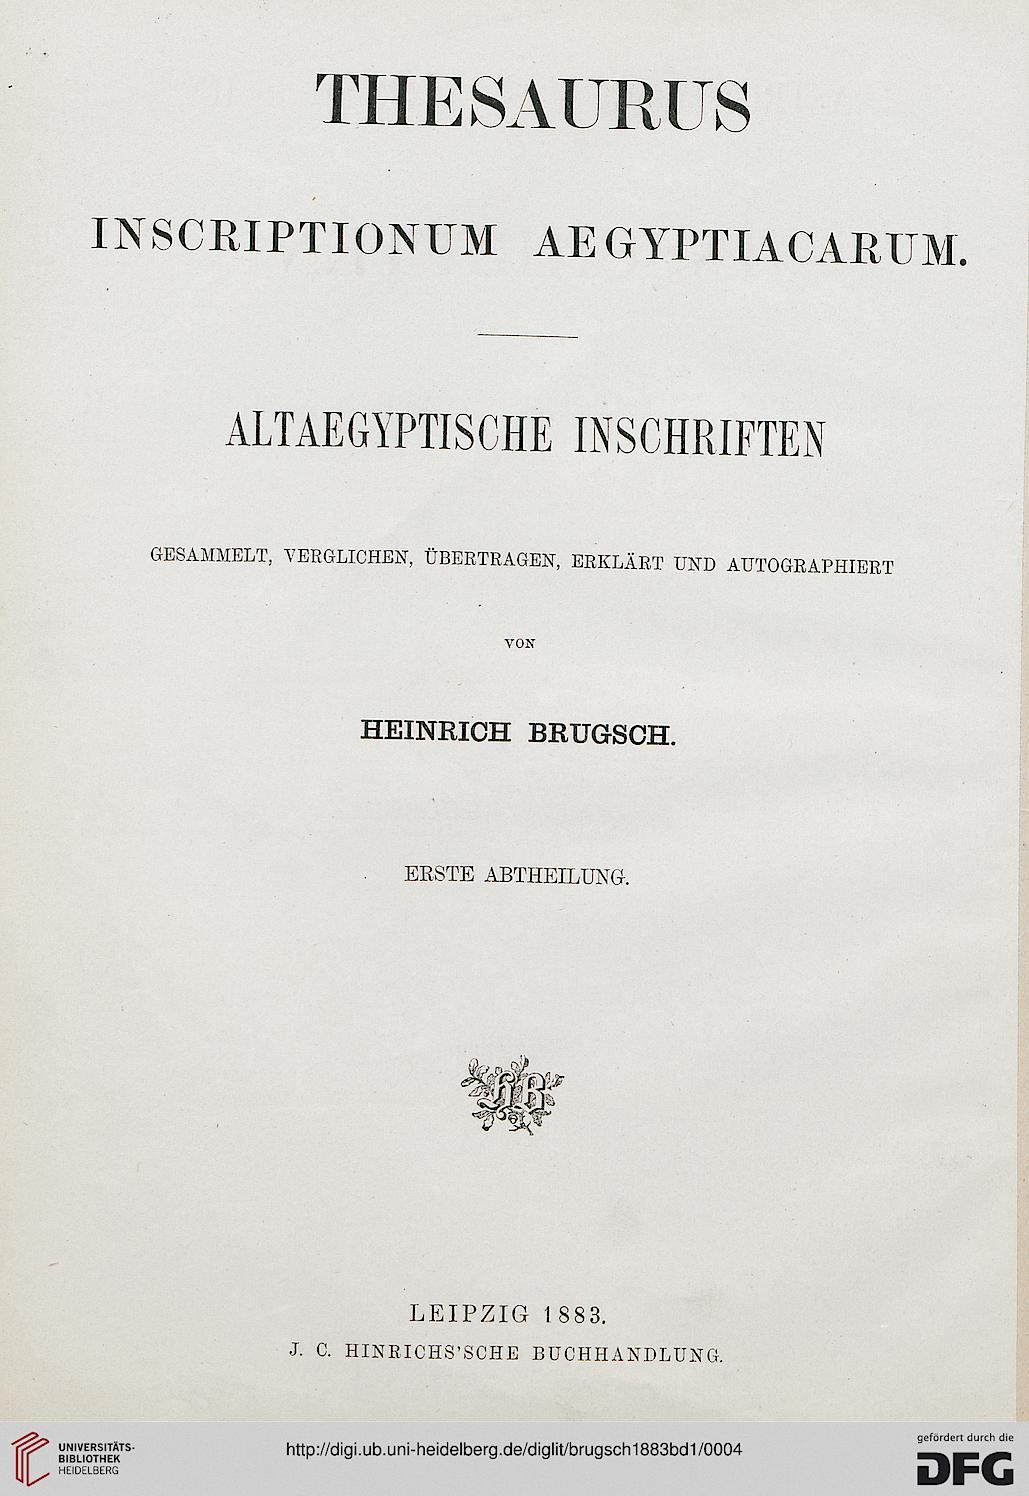 THESAURUS
INSCRIPTIONUM AEGYPTIACARUM.
ALTAEGYPTISCHE INSCHRIFTEN
GESAMMELT, VERGLICHEN, ÜBERTRAGEN, ERKLÄRT UND AUTOGRAPHIERT
VON
HEINRICH BRUGSCH.
ERSTE ABTHEILUNG.
HB
LEIPZIG 1883.
J. C. HINRICHS'SCHE BUCHHANDLUNG.
UNIVERSITÄTS-
BIBLIOTHEK
HEIDELBERG
http://digi.ub.uni-heidelberg.de/diglit/brugsch1883bd1/0004
gefördert durch die
DFG